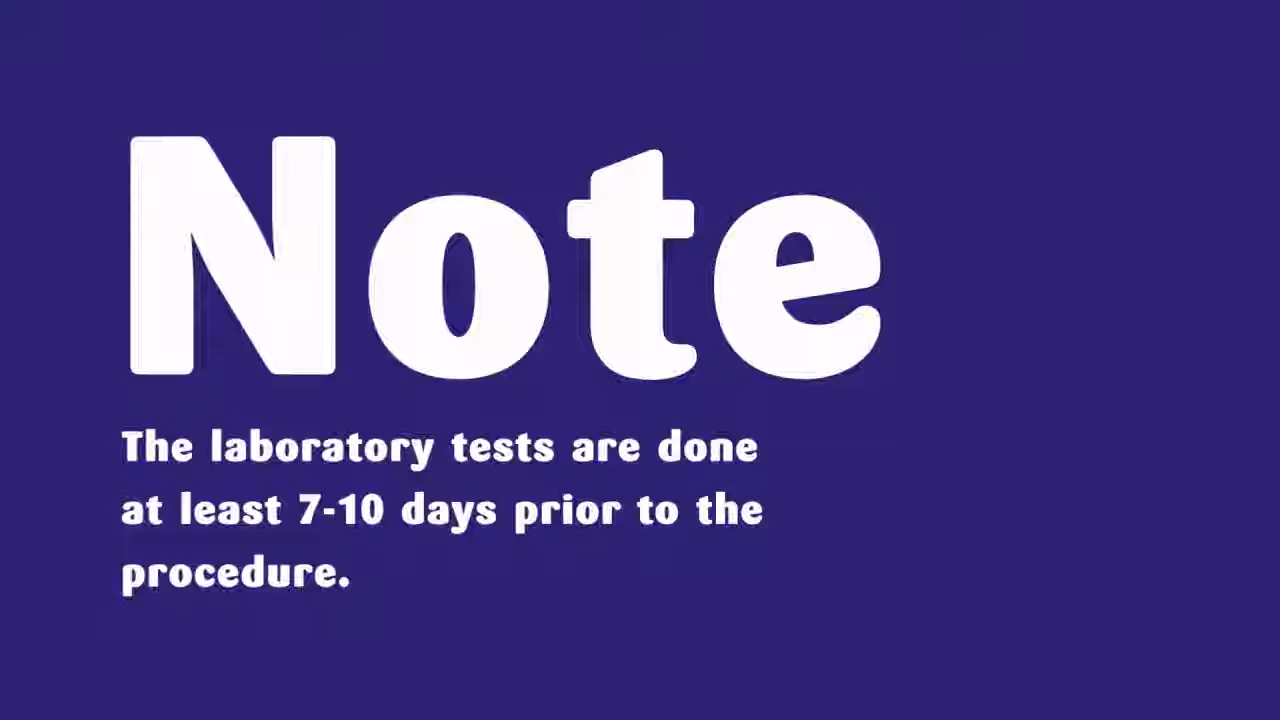 Note
The laboratory tests are done
at least 7-10 days prior to the
procedure.